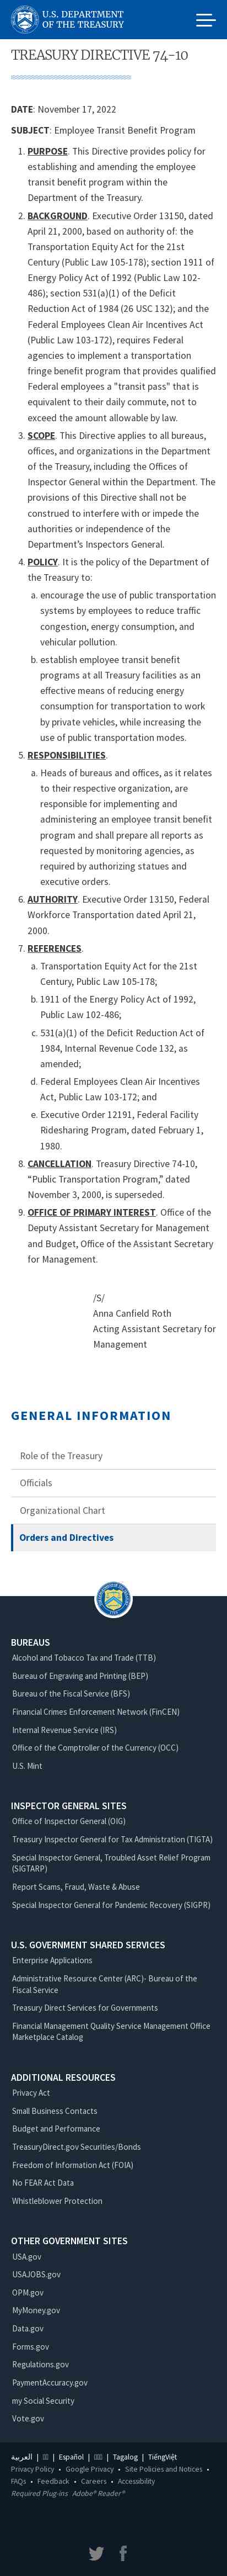 U.S. DEPARTMENT
OF THE TREASURY
TREASURY DIRECTIVE 74-10
DATE: November 17, 2022
SUBJECT: Employee Transit Benefit Program
1. PURPOSE. This Directive provides policy for
establishing and amending the employee
transit benefit program within the
Department of the Treasury.
2. BACKGROUND. Executive Order 13150, dated
April 21, 2000, based on authority of: the
Transportation Equity Act for the 21st
Century (Public Law 105-178); section 1911 of
Energy Policy Act of 1992 (Public Law 102-
486); section 531(a)(1) of the Deficit
Reduction Act of 1984 (26 USC 132); and the
Federal Employees Clean Air Incentives Act
(Public Law 103-172), requires Federal
agencies to implement a transportation
fringe benefit program that provides qualified
Federal employees a "transit pass" that is
equivalent to their daily commute, not to
exceed the amount allowable by law.
3. SCOPE. This Directive applies to all bureaus,
offices, and organizations in the Department
of the Treasury, including the Offices of
Inspector General within the Department. The
provisions of this Directive shall not be
construed to interfere with or impede the
authorities or independence of the
Department’s Inspectors General.
4. POLICY. It is the policy of the Department of
the Treasury to:
a. encourage the use of public transportation
systems by employees to reduce traffic
congestion, energy consumption, and
vehicular pollution.
b. establish employee transit benefit
programs at all Treasury facilities as an
effective means of reducing energy
consumption for transportation to work
by private vehicles, while increasing the
use of public transportation modes.
5. RESPONSIBILITIES.
a. Heads of bureaus and offices, as it relates
to their respective organization, are
responsible for implementing and
administering an employee transit benefit
program and shall prepare all reports as
requested by monitoring agencies, as
required by authorizing statues and
executive orders.
6. AUTHORITY. Executive Order 13150, Federal
Workforce Transportation dated April 21,
2000.
7. REFERENCES.
a. Transportation Equity Act for the 21st
Century, Public Law 105-178;
b. 1911 of the Energy Policy Act of 1992,
Public Law 102-486;
c. 531(a)(1) of the Deficit Reduction Act of
1984, Internal Revenue Code 132, as
amended;
d. Federal Employees Clean Air Incentives
Act, Public Law 103-172; and
e. Executive Order 12191, Federal Facility
Ridesharing Program, dated February 1,
1980.
8. CANCELLATION. Treasury Directive 74-10,
“Public Transportation Program,” dated
November 3, 2000, is superseded.
9. OFFICE OF PRIMARY INTEREST. Office of the
Deputy Assistant Secretary for Management
and Budget, Office of the Assistant Secretary
for Management.
/S/
Anna Canfield Roth
Acting Assistant Secretary for
Management
GENERAL INFORMATION
Role of the Treasury
Officials
Organizational Chart
Orders and Directives
BUREAUS
Alcohol and Tobacco Tax and Trade (TTB)
Bureau of Engraving and Printing (BEP)
Bureau of the Fiscal Service (BFS)
Financial Crimes Enforcement Network (FinCEN)
Internal Revenue Service (IRS)
Office of the Comptroller of the Currency (OCC)
U.S. Mint
INSPECTOR GENERAL SITES
Office of Inspector General (OIG)
Treasury Inspector General for Tax Administration (TIGTA)
Special Inspector General, Troubled Asset Relief Program
(SIGTARP)
Report Scams, Fraud, Waste & Abuse
Special Inspector General for Pandemic Recovery (SIGPR)
U.S. GOVERNMENT SHARED SERVICES
Enterprise Applications
Administrative Resource Center (ARC)- Bureau of the
Fiscal Service
Treasury Direct Services for Governments
Financial Management Quality Service Management Office
Marketplace Catalog
ADDITIONAL RESOURCES
Privacy Act
Small Business Contacts
Budget and Performance
TreasuryDirect.gov Securities/Bonds
Freedom of Information Act (FOIA)
No FEAR Act Data
Whistleblower Protection
OTHER GOVERNMENT SITES
USA.gov
USAJOBS.gov
OPM.gov
MyMoney.gov
Data.gov
Forms.gov
Regulations.gov
PaymentAccuracy.gov
my Social Security
Vote.gov
العربية | | Español | | Tagalog | TiếngViệt
Privacy Policy • Google Privacy • Site Policies and Notices •
FAQs • Feedback • Careers • Accessibility
Required Plug-ins Adobe® Reader®